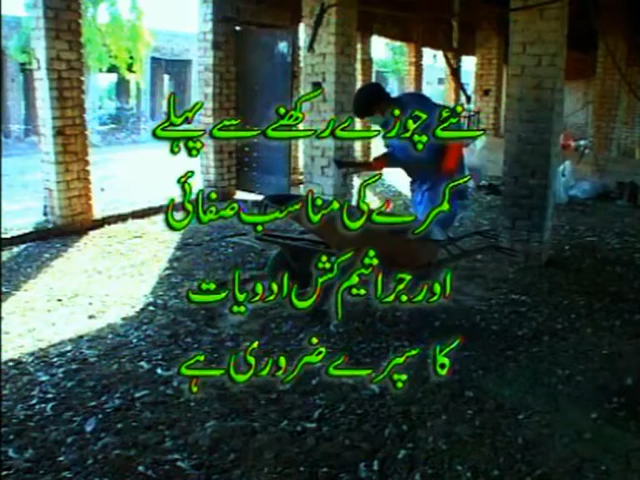 نئے چوزے رکھنے سے پہلے
کمرے کی مناسب صفائی
اور جراثیم کش ادویات
کا سپرے ضروری ہے